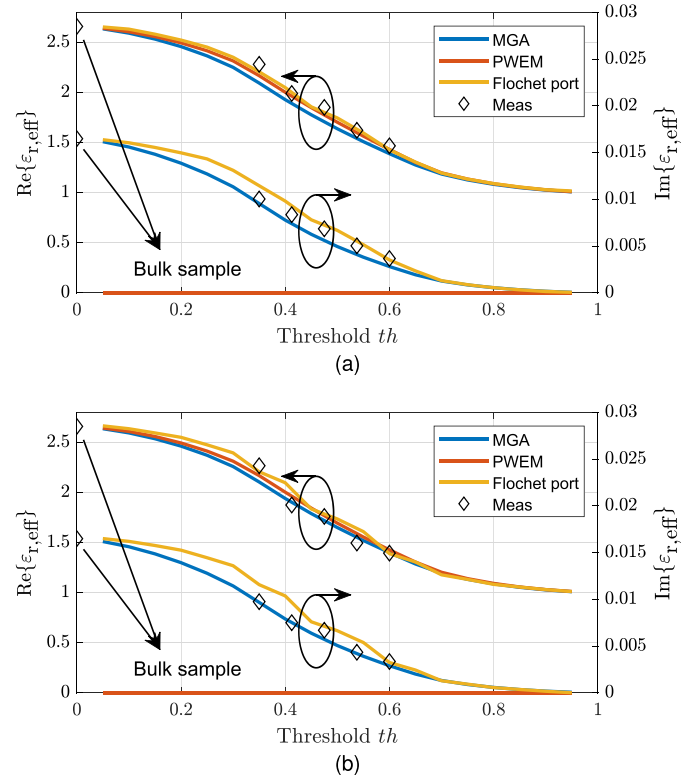 Re{εr,eff}
Im{εr,eff}
2.5
2
1.5
1
0.5
0
0.03
0.025
0.02
0.015
0.01
0.005
0
MGA
PWEM
Flochet port
Meas
Bulk sample
0 0.2 0.4 0.6 0.8 1
Threshold th
(a)
Re{εr,eff}
Im{εr,eff}
2.5
2
1.5
1
0.5
0
0.03
0.025
0.02
0.015
0.01
0.005
0
MGA
PWEM
Flochet port
Meas
Bulk sample
0 0.2 0.4 0.6 0.8 1
Threshold th
(b)